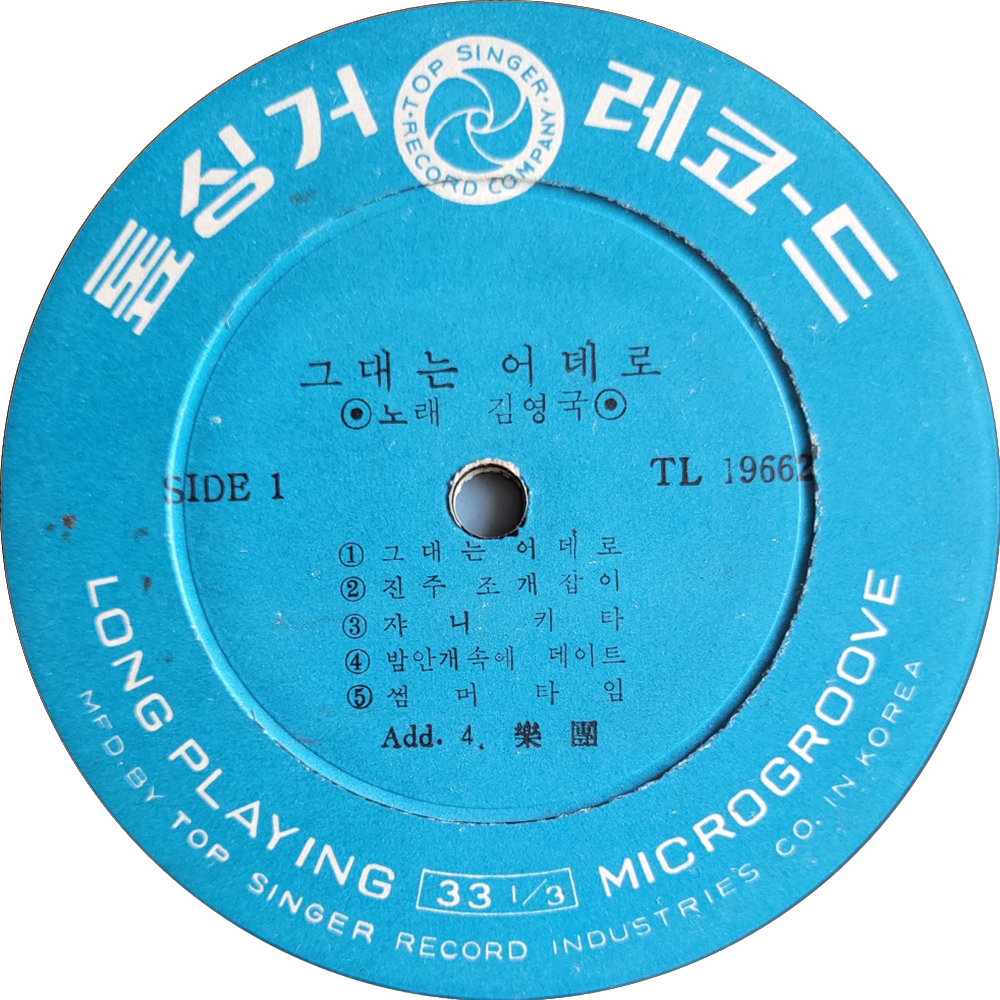 TOP SINGER · RECORD COMPANY ·
톺싱거 레코-드
그대는 어데로
노래 김영국
SIDE 1
TL 19662
① 그대는 어데로
② 진주 조개잡이
③ 쟈니 키타
④ 밤안개속에 데이트
⑤ 썸머 타임
Add. 4. 樂團
LONG PLAYING 33 1/3 MICROGROOVE
MFD. BY TOP SINGER RECORD INDUSTRIES CO. IN KOREA